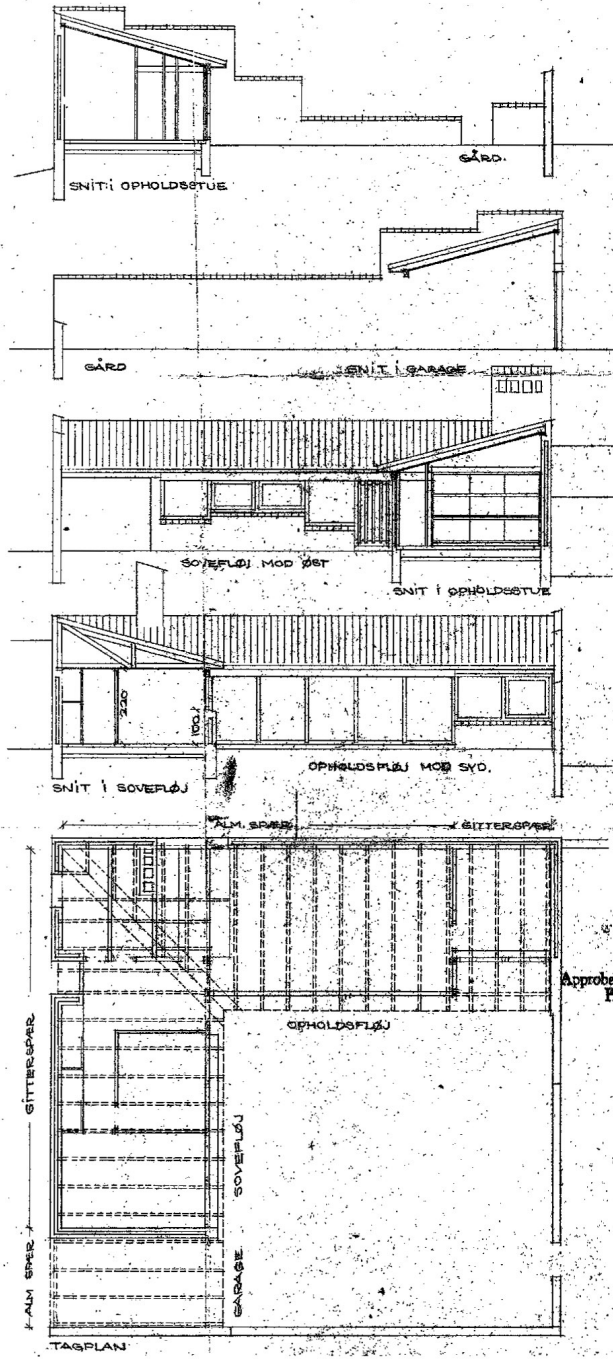 GÅRD.
SNIT I OPHOLDSSTUE
GÅRD
SNIT I GARAGE
SOVEFLØJ MOD ØST
SNIT I OPHOLDSSTUE
220
100
SNIT I SOVEFLØJ
OPHOLDSFLØJ MOD SYD.
ALM. SPÆR
GITTERSPÆR
Approba
OPHOLDSFLØJ
GITTERSPÆR
SOVEFLØJ
ALM SPÆR
GARAGE
TAGPLAN